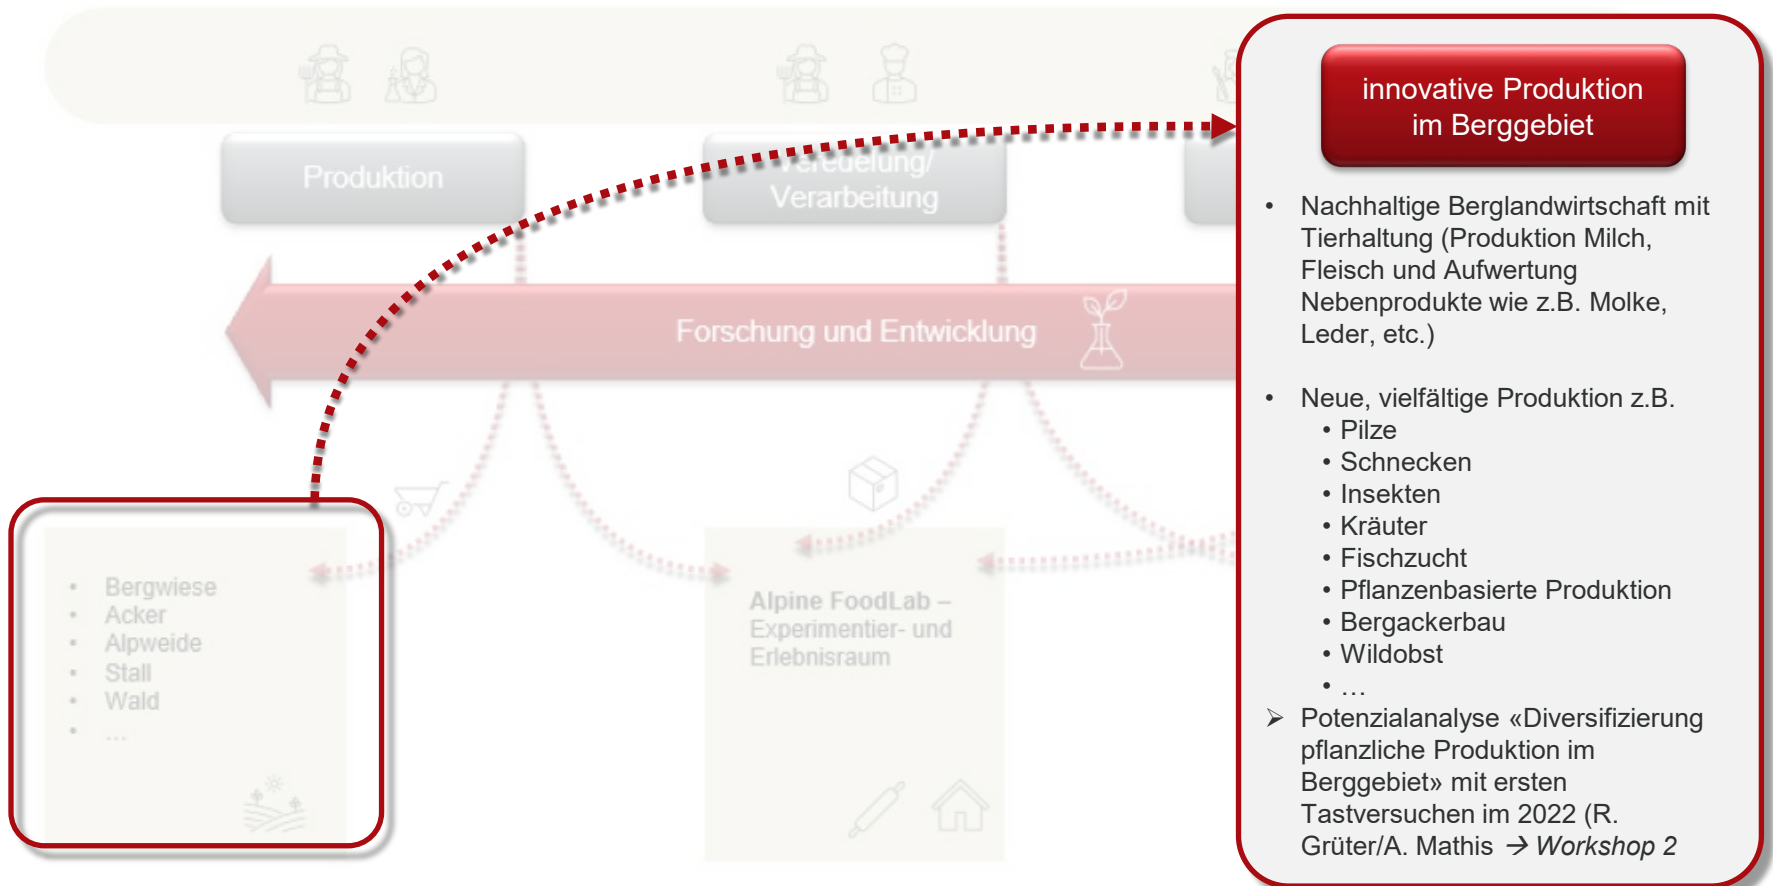 Produktion
Veredelung/
Verarbeitung
Forschung und Entwicklung
• Bergwiese
• Acker
• Alpweide
• Stall
• Wald
• ...
Alpine FoodLab –
Experimentier- und
Erlebnisraum
innovative Produktion
im Berggebiet
• Nachhaltige Berglandwirtschaft mit
Tierhaltung (Produktion Milch,
Fleisch und Aufwertung
Nebenprodukte wie z.B. Molke,
Leder, etc.)
• Neue, vielfältige Produktion z.B.
• Pilze
• Schnecken
• Insekten
• Kräuter
• Fischzucht
• Pflanzenbasierte Produktion
• Bergackerbau
• Wildobst
• …
➢ Potenzialanalyse «Diversifizierung
pflanzliche Produktion im
Berggebiet» mit ersten
Tastversuchen im 2022 (R.
Grüter/A. Mathis → Workshop 2